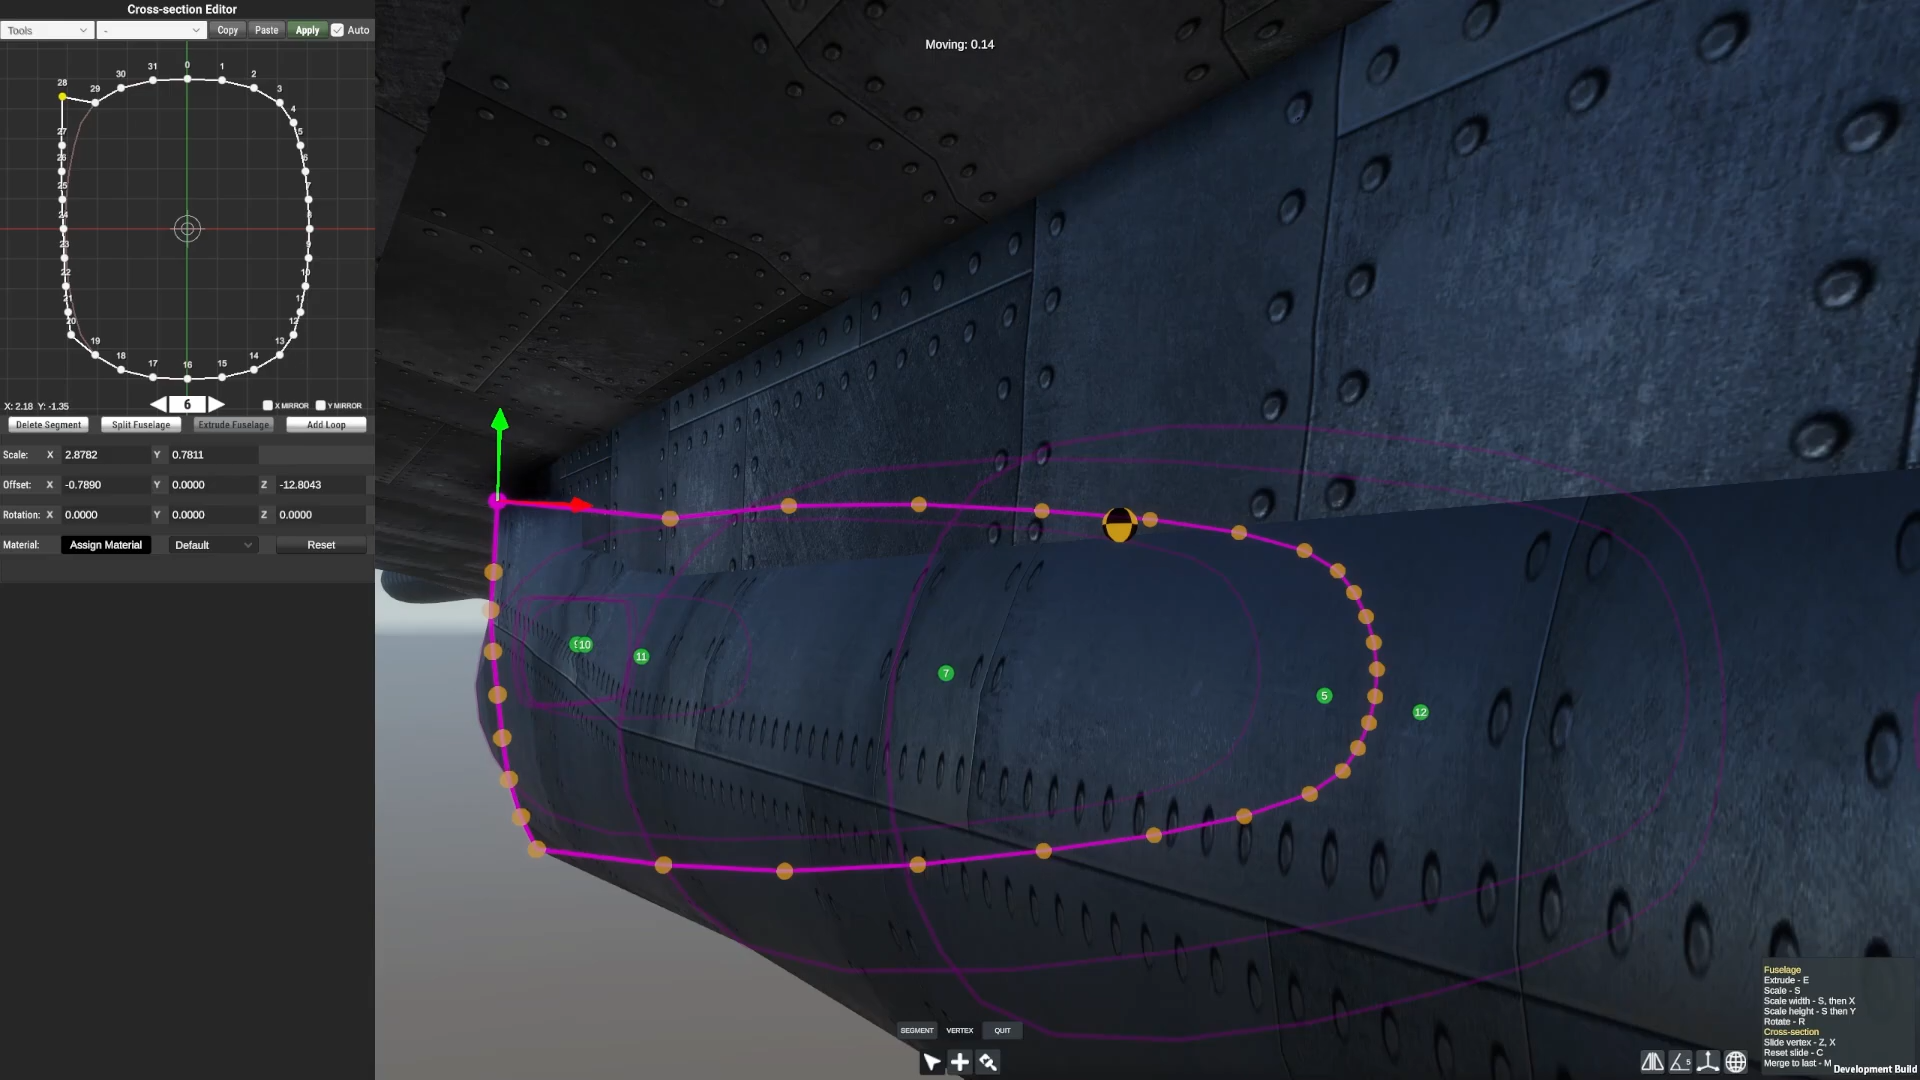 Cross-section Editor
Tools - Copy Paste Apply Auto
0
31 1
30 2
28 29 3
4
27 5
26 6
25 7
24 8
23 9
22 10
21 11
20 12
19 13
18 14
17 16 15
X: 2.18 Y: -1.35 6 X MIRROR Y MIRROR
Delete Segment Split Fuselage Extrude Fuselage Add Loop
Scale: X 2.8782 Y 0.7811
Offset: X -0.7890 Y 0.0000 Z -12.8043
Rotation: X 0.0000 Y 0.0000 Z 0.0000
Material: Assign Material Default Reset
Moving: 0.14
9 10
11
7
5
12
SEGMENT VERTEX QUIT
Fuselage
Extrude - E
Scale - S
Scale width - S, then X
Scale height - S then Y
Rotate - R
Cross-section
Slide vertex - Z, X
Reset slide - C
Merge to last - M
5
Development Build